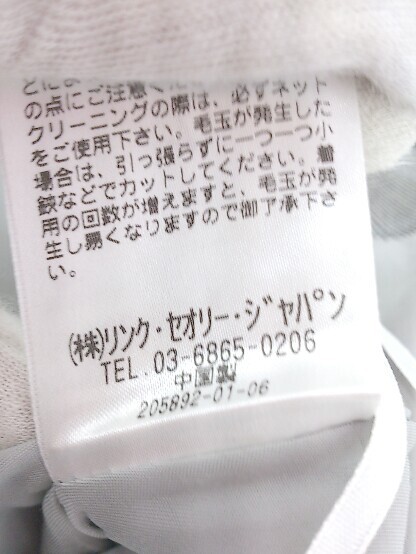 の点にご注意く
クリーニングの際は、必ずネット
をご使用下さい。毛玉が発生した
場合は、引っ張らずに一つ一つ小
鋏などでカットしてください。着
用の回数が増えますと、毛玉が発
生し易くなりますので御了承下さ
い。
(株)リンク・セオリー・ジャパン
TEL.03-6865-0206
中国製
205892-01-06